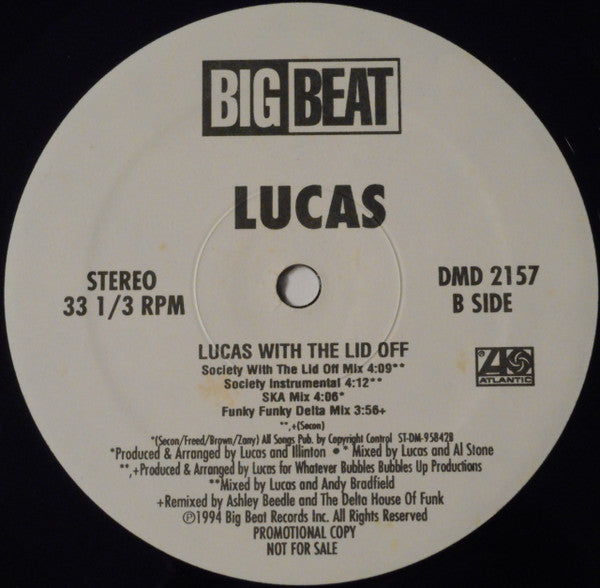 BIG BEAT
LUCAS
STEREO
33 1/3 RPM
DMD 2157
B SIDE
LUCAS WITH THE LID OFF
Society With The Lid Off Mix 4:09**
Society Instrumental 4:12**
SKA Mix 4:06*
Funky Funky Delta Mix 3:56+
ATLANTIC
**,+(Secon)
*(Secon/Freed/Brown/Zany) All Songs Pub. by Copyright Control ST-DM-95842B
*Produced & Arranged by Lucas and Illinton ** Mixed by Lucas and Al Stone
**,+Produced & Arranged by Lucas for Whatever Bubbles Bubbles Up Productions
**Mixed by Lucas and Andy Bradfield
+Remixed by Ashley Beedle and The Delta House Of Funk
℗1994 Big Beat Records Inc. All Rights Reserved
PROMOTIONAL COPY
NOT FOR SALE